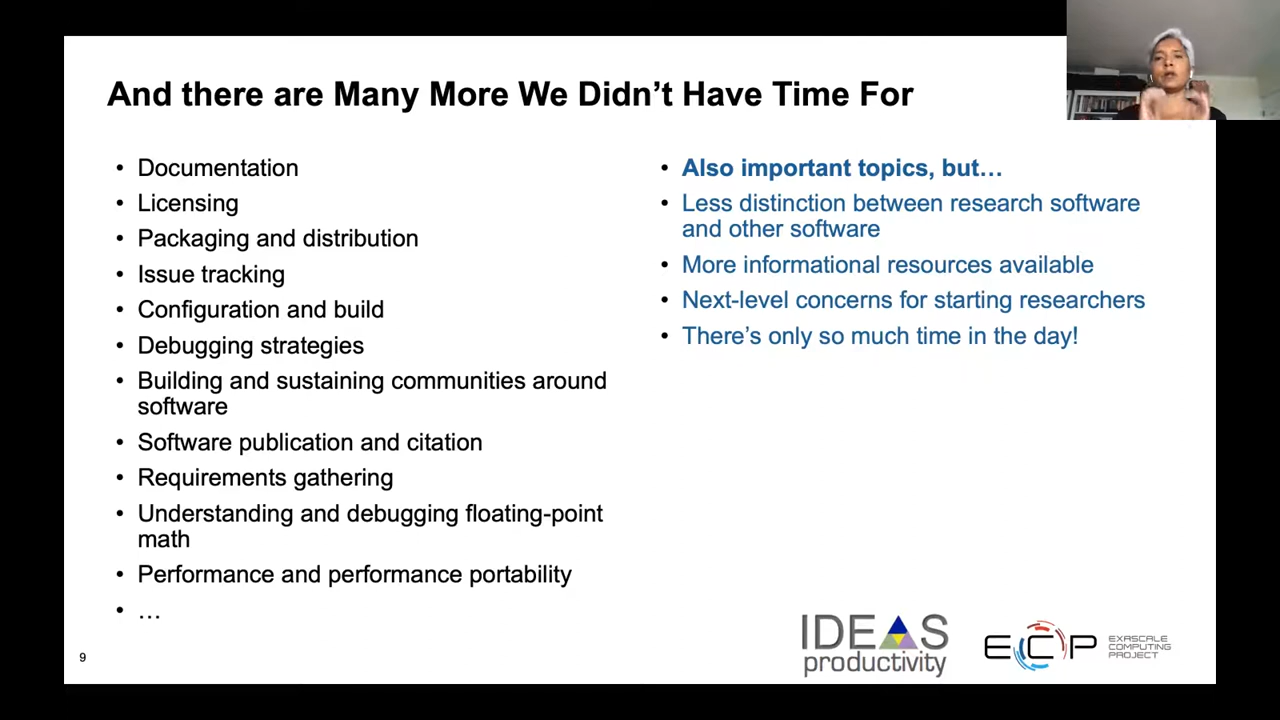 And there are Many More We Didn't Have Time For
• Documentation
• Licensing
• Packaging and distribution
• Issue tracking
• Configuration and build
• Debugging strategies
• Building and sustaining communities around
software
• Software publication and citation
• Requirements gathering
• Understanding and debugging floating-point
math
• Performance and performance portability
• …
• Also important topics, but…
• Less distinction between research software
and other software
• More informational resources available
• Next-level concerns for starting researchers
• There's only so much time in the day!
9
IDEAS
productivity
ECP
EXASCALE
COMPUTING
PROJECT